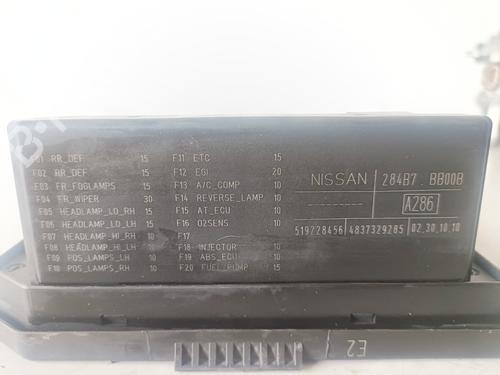 F01 RR_DEF 15
F02 RR_DEF 15
F03 FR_FOGLAMPS 15
F04 FR_WIPER 30
F05 HEADLAMP_LO_RH 15
F06 HEADLAMP_LO_LH 15
F07 HEADLAMP_HI_RH 10
F08 HEADLAMP_HI_LH 10
F09 POS_LAMPS_LH 10
F10 POS_LAMPS_RH 10
F11 ETC 15
F12 EGI 20
F13 A/C_COMP 10
F14 REVERSE_LAMP 10
F15 AT_ECU 10
F16 O2SENS 10
F17
F18 INJECTOR 10
F19 ABS_ECU 10
F20 FUEL_PUMP 15
NISSAN 284B7 BB00B
A286
519228456 4837329285 02.30.10.10
E2